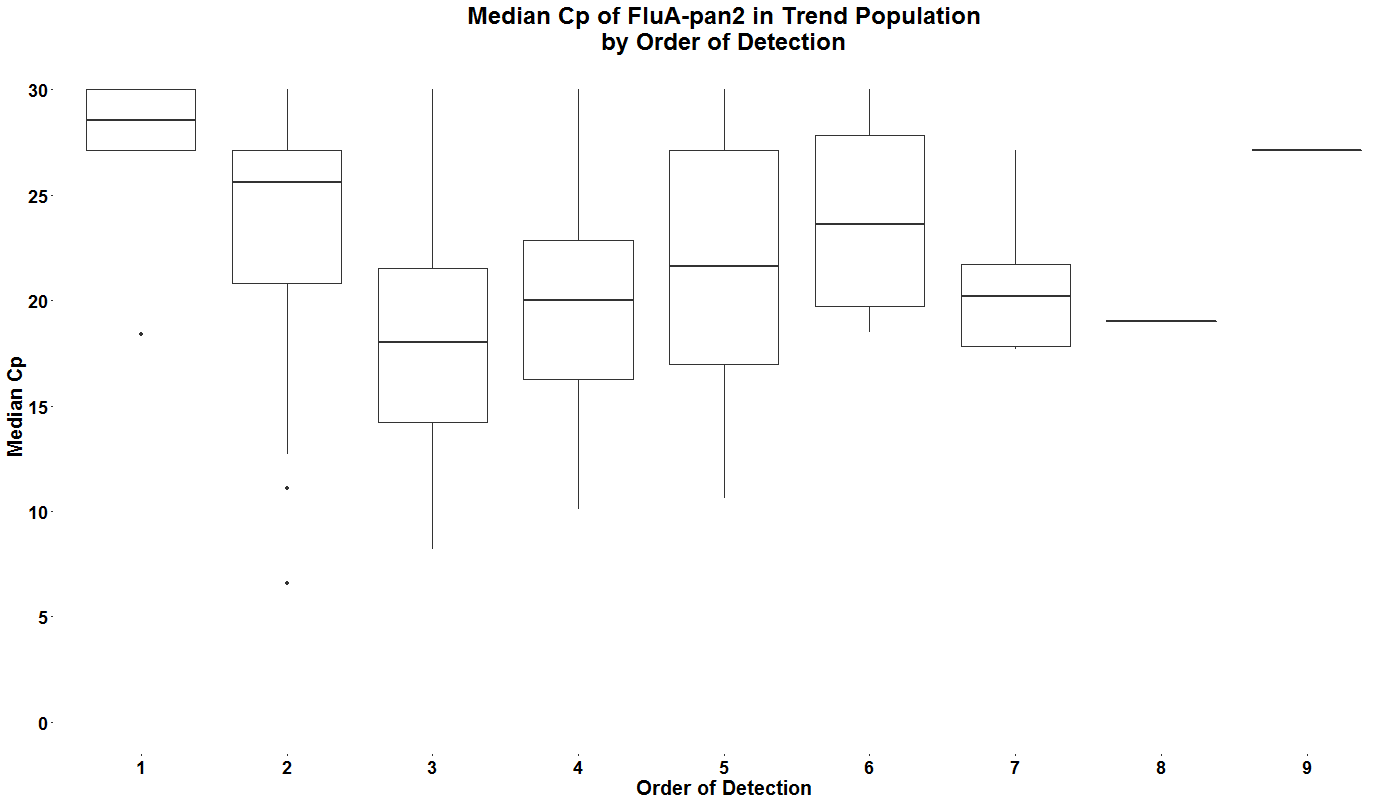 Median Cp of FluA-pan2 in Trend Population
by Order of Detection
30
25
20
15
10
5
0
Median Cp
1 2 3 4 5 6 7 8 9
Order of Detection